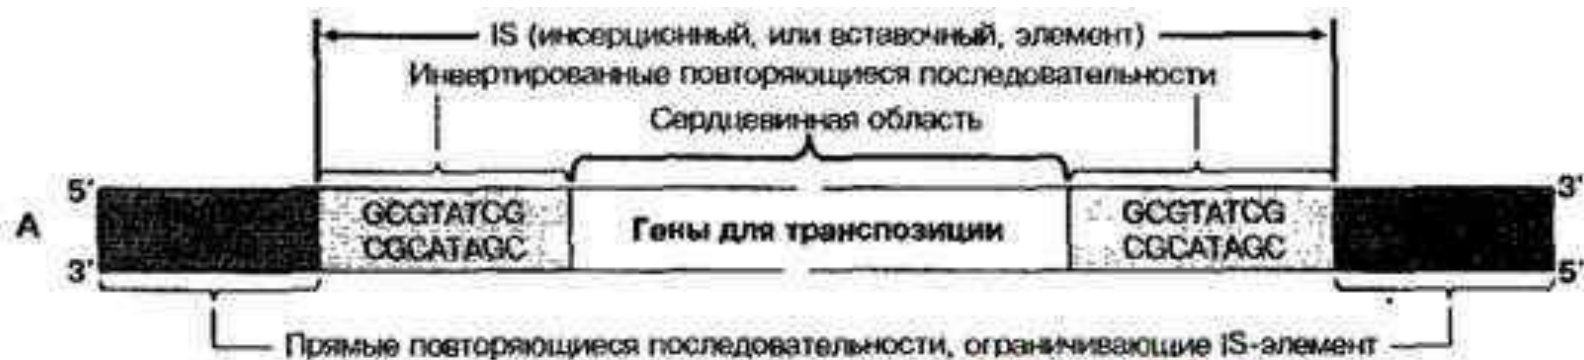 IS (инсерционный, или вставочный, элемент)
Инвертированные повторяющиеся последовательности
Сердцевинная область
5' 3'
GCGTATCG GCGTATCG
А Гены для транспозиции
CGCATAGC CGCATAGC
3' 5'
Прямые повторяющиеся последовательности, ограничивающие IS-элемент